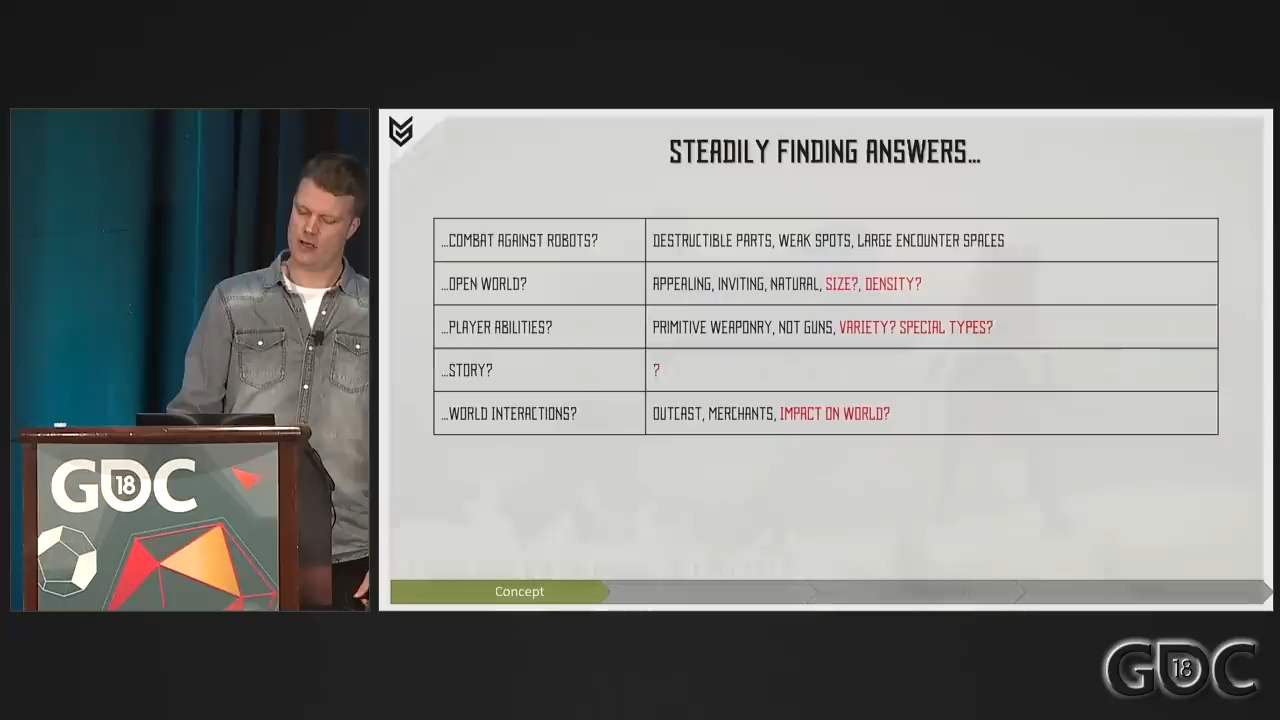 STEADILY FINDING ANSWERS...
...COMBAT AGAINST ROBOTS?
DESTRUCTIBLE PARTS, WEAK SPOTS, LARGE ENCOUNTER SPACES
...OPEN WORLD?
APPEALING, INVITING, NATURAL, SIZE?, DENSITY?
...PLAYER ABILITIES?
PRIMITIVE WEAPONRY, NOT GUNS, VARIETY? SPECIAL TYPES?
...STORY?
?
...WORLD INTERACTIONS?
OUTCAST, MERCHANTS, IMPACT ON WORLD?
Concept
GDC 18
GDC 18